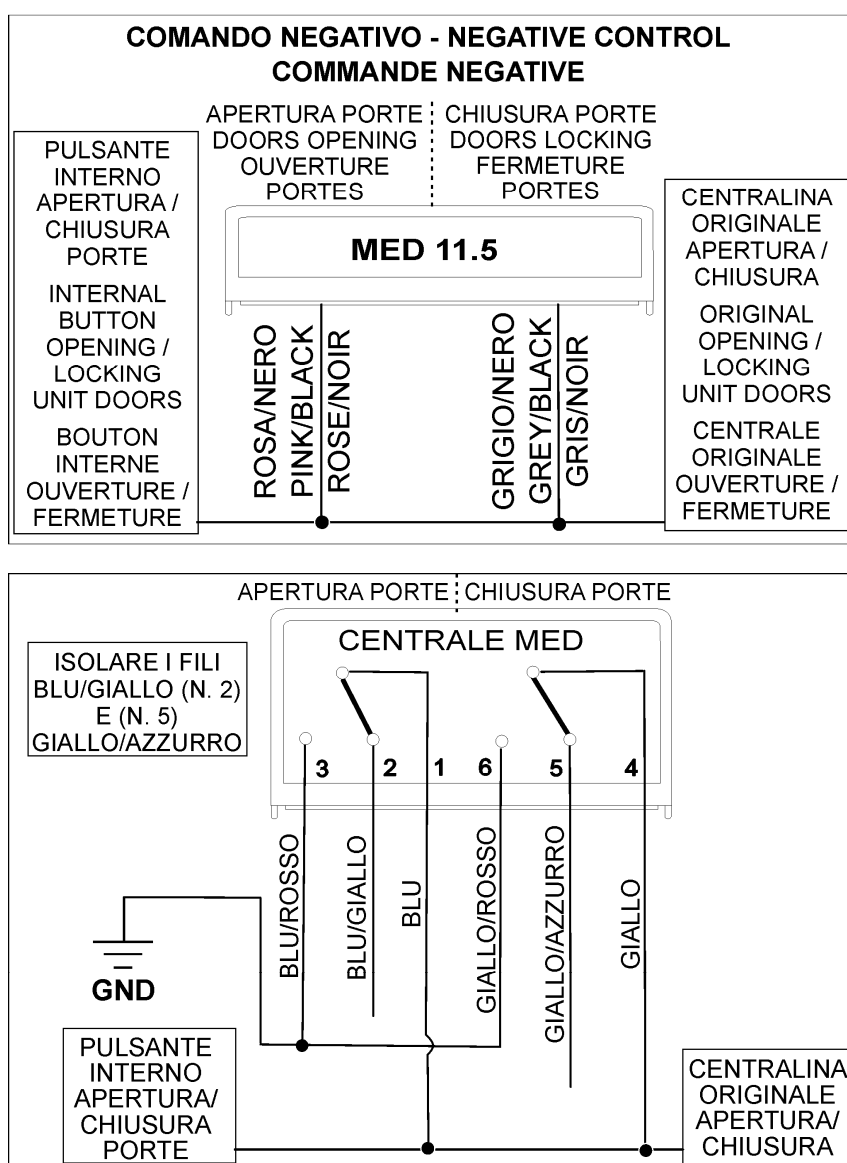 COMANDO NEGATIVO - NEGATIVE CONTROL
COMMANDE NEGATIVE
APERTURA PORTE
DOORS OPENING
OUVERTURE
PORTES
CHIUSURA PORTE
DOORS LOCKING
FERMETURE
PORTES
PULSANTE
INTERNO
APERTURA /
CHIUSURA
PORTE
INTERNAL
BUTTON
OPENING /
LOCKING
UNIT DOORS
BOUTON
INTERNE
OUVERTURE /
FERMETURE
MED 11.5
ROSA/NERO
PINK/BLACK
ROSE/NOIR
GRIGIO/NERO
GREY/BLACK
GRIS/NOIR
CENTRALINA
ORIGINALE
APERTURA /
CHIUSURA
ORIGINAL
OPENING /
LOCKING
UNIT DOORS
CENTRALE
ORIGINALE
OUVERTURE /
FERMETURE
APERTURA PORTE
CHIUSURA PORTE
CENTRALE MED
ISOLARE I FILI
BLU/GIALLO (N. 2)
E (N. 5)
GIALLO/AZZURRO
3 2 1 6 5 4
BLU/ROSSO
BLU/GIALLO
BLU
GIALLO/ROSSO
GIALLO/AZZURRO
GIALLO
GND
PULSANTE
INTERNO
APERTURA/
CHIUSURA
PORTE
CENTRALINA
ORIGINALE
APERTURA/
CHIUSURA